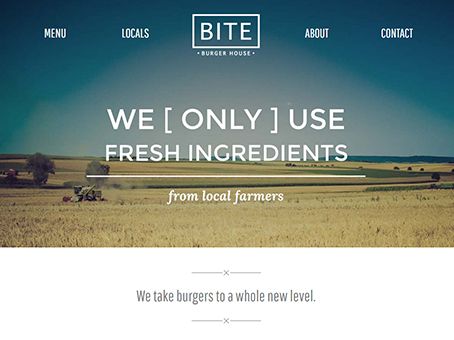 MENU
LOCALS
BITE
• BURGER HOUSE •
ABOUT
CONTACT
WE [ ONLY ] USE
FRESH INGREDIENTS
from local farmers
We take burgers to a whole new level.